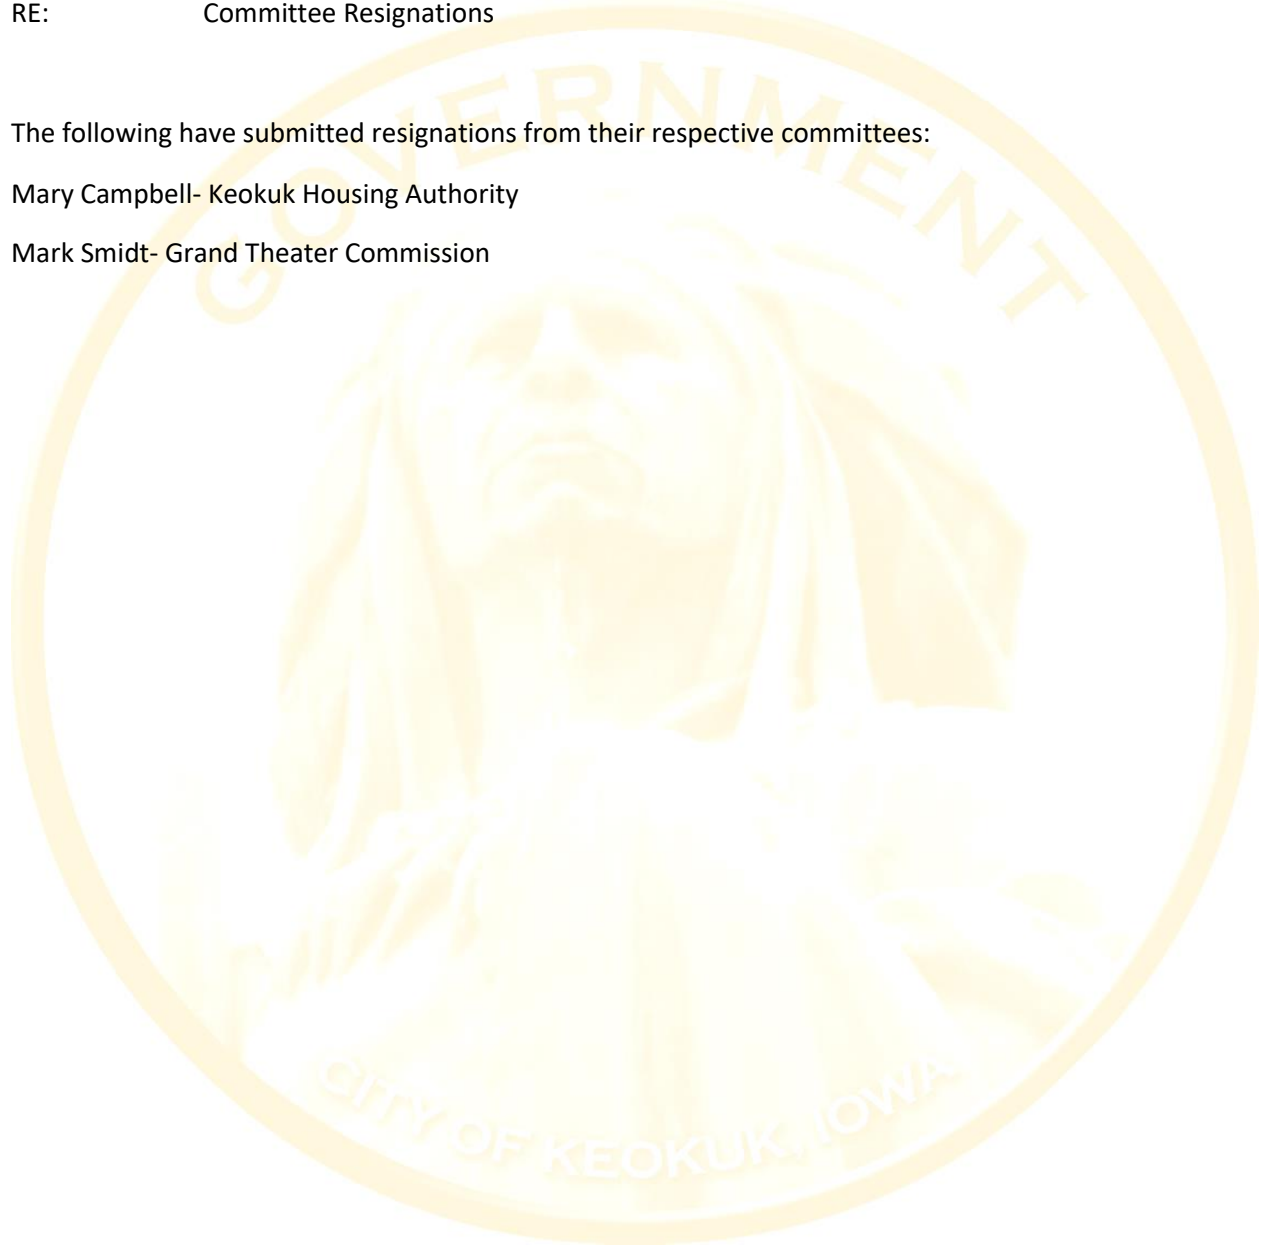 RE: Committee Resignations
The following have submitted resignations from their respective committees:
Mary Campbell- Keokuk Housing Authority
Mark Smidt- Grand Theater Commission
GOVERNMENT
CITY OF KEOKUK, IOWA